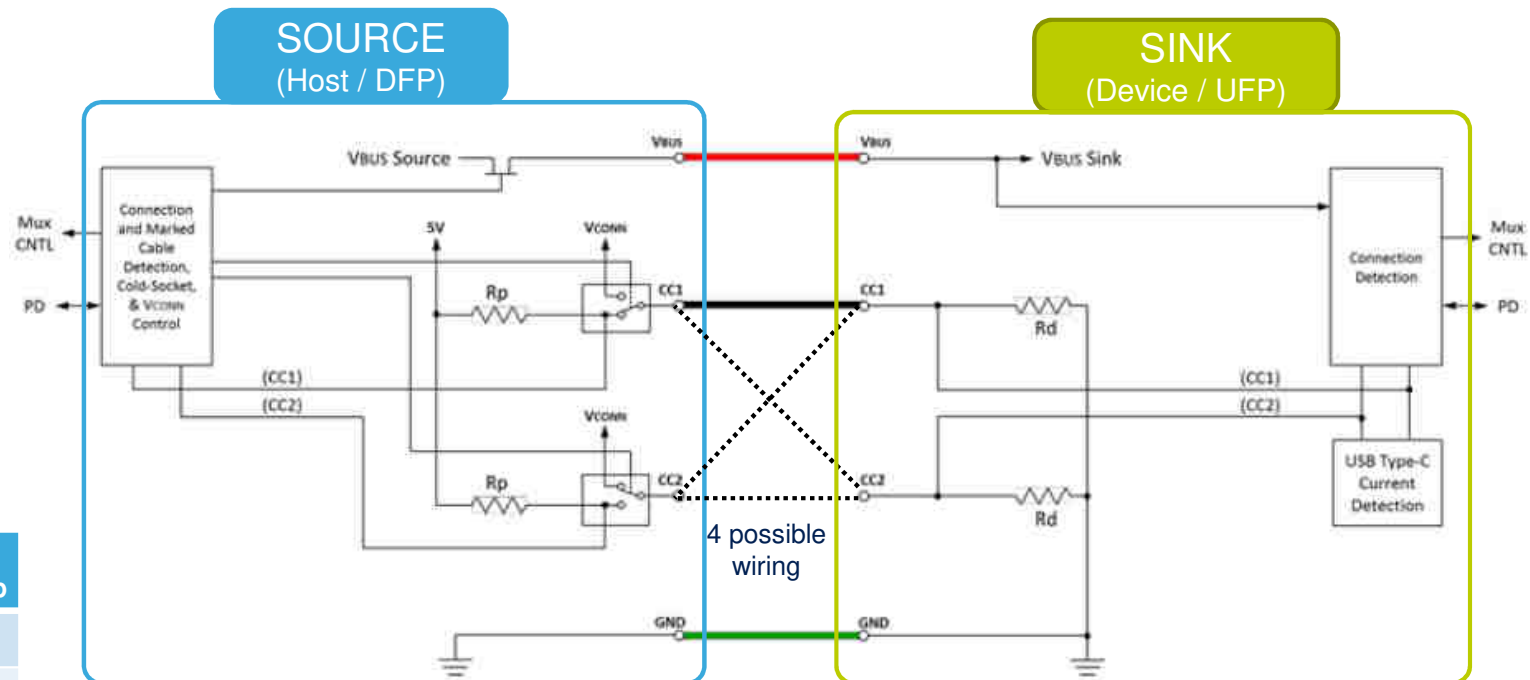 SOURCE
(Host / DFP)
SINK
(Device / UFP)
VBUS
VBUS
VBUS Source
VBUS Sink
Connection
and Marked
Cable
Detection,
Cold-Socket,
& VCONN
Control
Mux
CNTL
PD
5V
VCONN
Rp
CC1
CC1
Rd
Connection
Detection
Mux
CNTL
PD
(CC1)
(CC2)
(CC1)
(CC2)
VCONN
Rp
CC2
CC2
Rd
USB Type-C
Current
Detection
4 possible
wiring
GND
GND